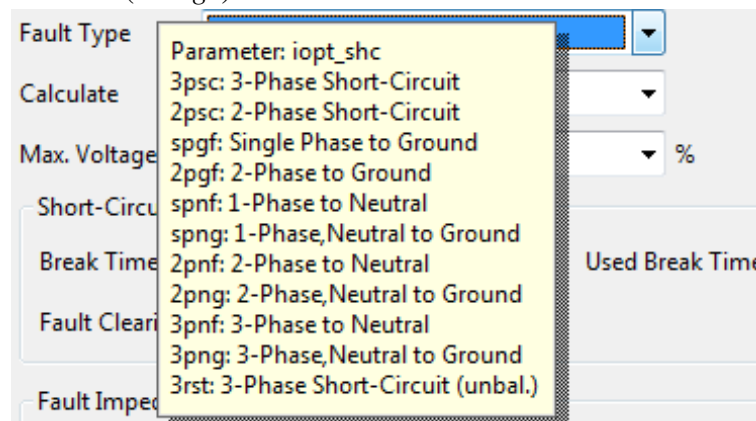 Fault Type
Parameter: iopt_shc
3psc: 3-Phase Short-Circuit
Calculate
2psc: 2-Phase Short-Circuit
spgf: Single Phase to Ground
Max. Voltage
%
2pgf: 2-Phase to Ground
spnf: 1-Phase to Neutral
Short-Circu
spng: 1-Phase,Neutral to Ground
Break Time
2pnf: 2-Phase to Neutral
Used Break Time
2png: 2-Phase,Neutral to Ground
Fault Cleari
3pnf: 3-Phase to Neutral
3png: 3-Phase,Neutral to Ground
3rst: 3-Phase Short-Circuit (unbal.)
Fault Imped